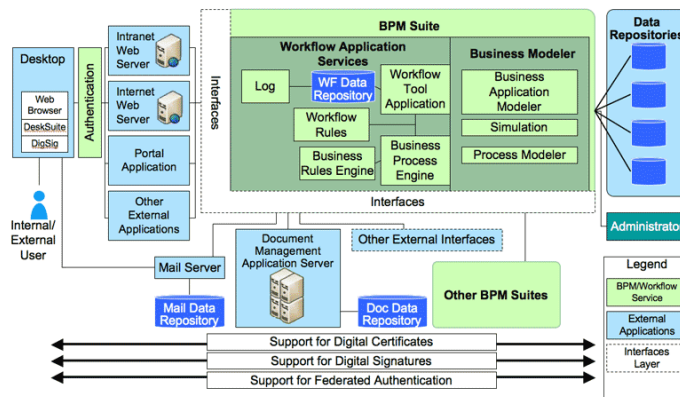 BPM Suite
Data
Repositories
Desktop
Web
Browser
DeskSuite
DigSig
Internal/
External
User
Authentication
Intranet
Web
Server
Internet
Web
Server
Portal
Application
Other
External
Applications
Interfaces
Workflow Application
Services
Log
WF Data
Repository
Workflow
Tool
Application
Workflow
Rules
Business
Rules Engine
Business
Process
Engine
Business Modeler
Business
Application
Modeler
Simulation
Process Modeler
Interfaces
Administrator
Mail Server
Mail Data
Repository
Document
Management
Application Server
Doc Data
Repository
Other External Interfaces
Other BPM Suites
Legend
BPM/Workflow
Service
External
Applications
Interfaces
Layer
Support for Digital Certificates
Support for Digital Signatures
Support for Federated Authentication